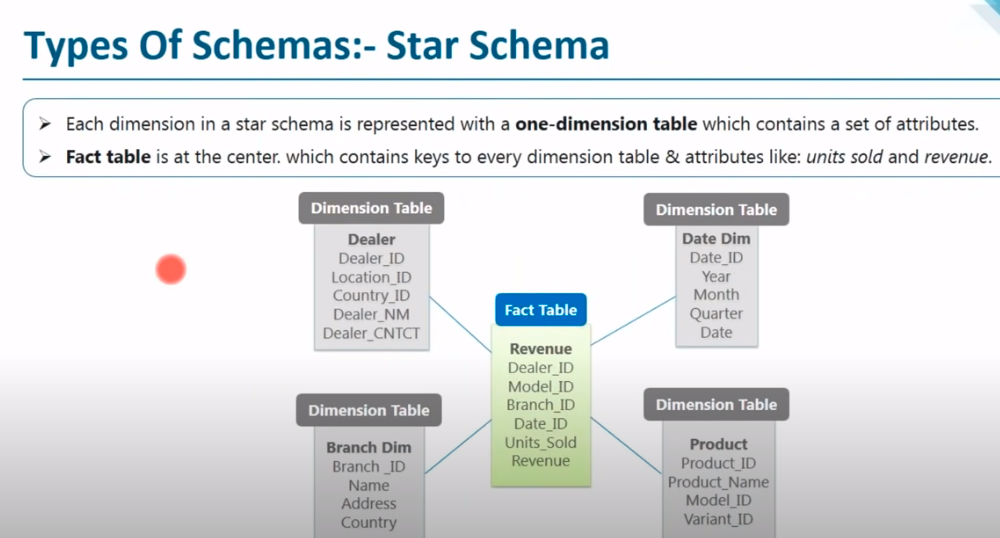 Types Of Schemas:- Star Schema
➢ Each dimension in a star schema is represented with a one-dimension table which contains a set of attributes.
➢ Fact table is at the center. which contains keys to every dimension table & attributes like: units sold and revenue.
Dimension Table
Dealer
Dealer_ID
Location_ID
Country_ID
Dealer_NM
Dealer_CNTCT
Dimension Table
Date Dim
Date_ID
Year
Month
Quarter
Date
Fact Table
Revenue
Dealer_ID
Model_ID
Branch_ID
Date_ID
Units_Sold
Revenue
Dimension Table
Branch Dim
Branch _ID
Name
Address
Country
Dimension Table
Product
Product_ID
Product_Name
Model_ID
Variant_ID